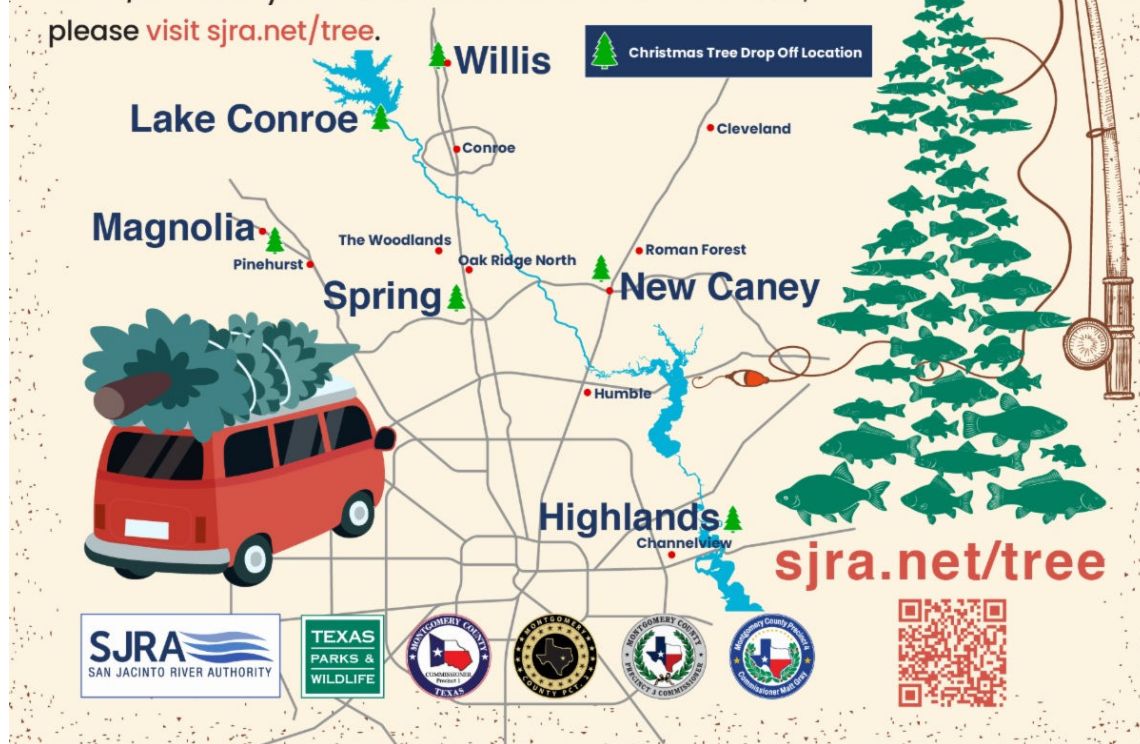 please visit sjra.net/tree.
Willis
Christmas Tree Drop Off Location
Lake Conroe
Cleveland
Conroe
Magnolia
The Woodlands
Roman Forest
Pinehurst
Oak Ridge North
Spring
New Caney
Humble
Highlands
Channelview
sjra.net/tree
SJRA
SAN JACINTO RIVER AUTHORITY
TEXAS
PARKS &
WILDLIFE
MONTGOMERY COUNTY
COMMISSIONER
Precinct 1
TEXAS
MONTGOMERY
COUNTY PCT.
MONTGOMERY COUNTY
PRECINCT 3 COMMISSIONER
Montgomery County Precinct 4
Commissioner Matt Gray